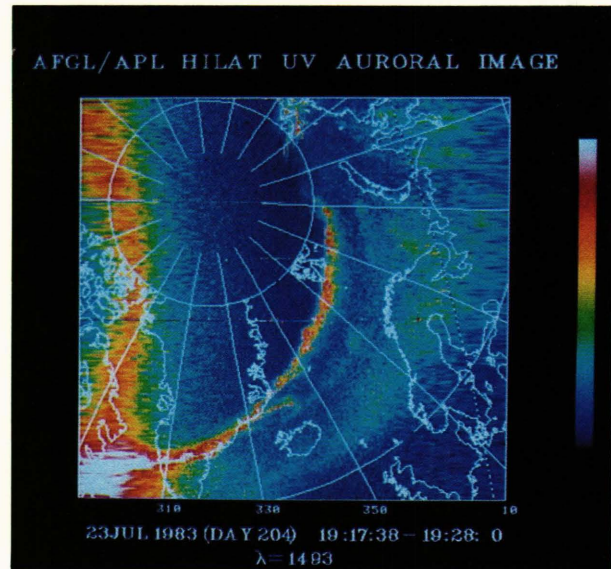 AFGL/APL HILAT UV AURORAL IMAGE
310 330 350 10
23JUL 1983 (DAY 204) 19:17:38 - 19:28: 0
λ=1493